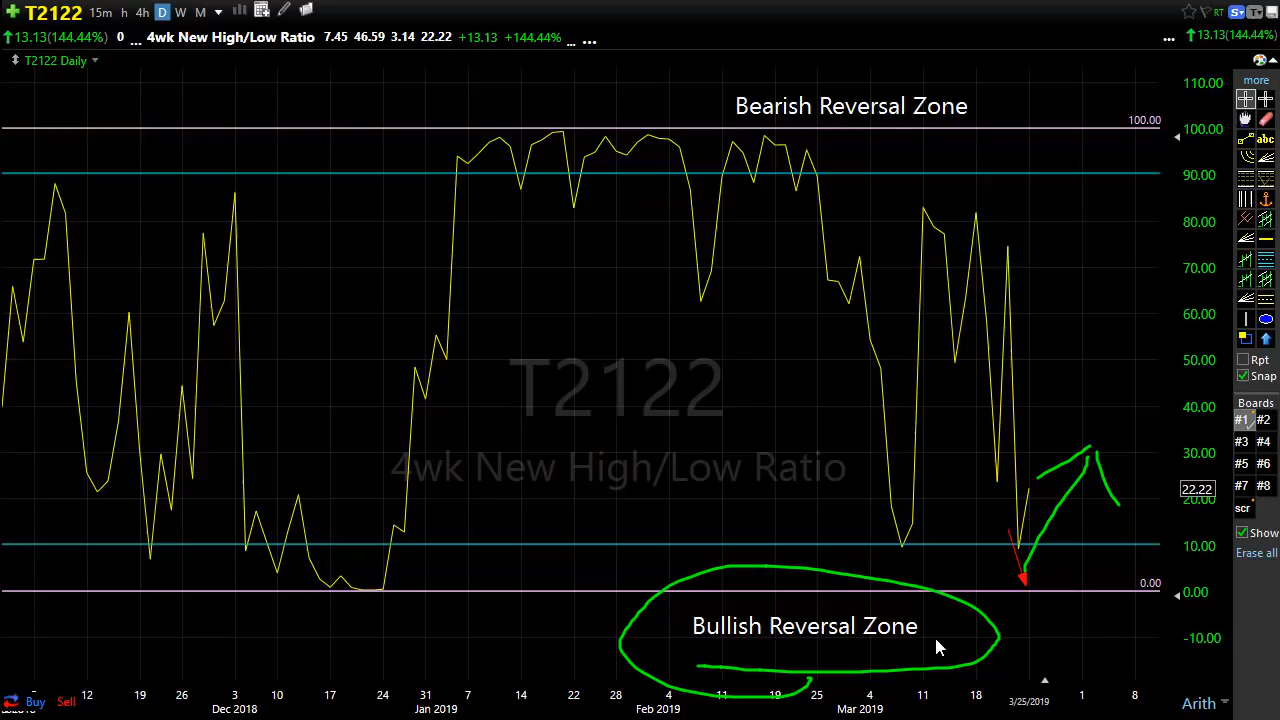 T2122 15m h 4h D W M RT S T
13.13(144.44%) 0 ... 4wk New High/Low Ratio 7.45 46.59 3.14 22.22 +13.13 +144.44% ... ... ... 13.13(144.44%)
T2122 Daily
more
110.00
Bearish Reversal Zone
100.00
100.00
abc
90.00
80.00
70.00
60.00
50.00
Rpt
Snap
T2122
40.00
Boards
#1 #2
#3 #4
4wk New High/Low Ratio
30.00
#5 #6
22.22
#7 #8
20.00
scr
Show
10.00
Erase all
0.00
0.00
Bullish Reversal Zone
-10.00
12 19 26 3 10 17 24 31 7 14 22 28 4 11 19 25 4 11 18 1 8
Buy Sell
Dec 2018 Jan 2019 Feb 2019 Mar 2019 3/25/2019
Arith